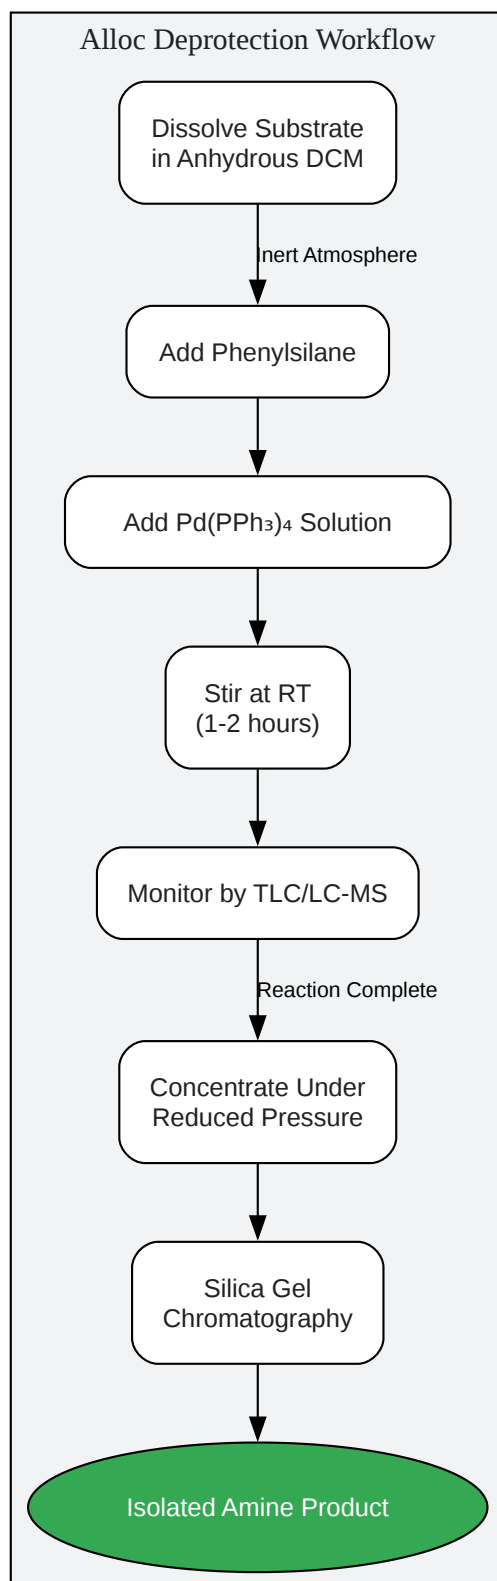 Alloc Deprotection Workflow
Dissolve Substrate
in Anhydrous DCM
Inert Atmosphere
Add Phenylsilane
Add Pd(PPh₃)₄ Solution
Stir at RT
(1-2 hours)
Monitor by TLC/LC-MS
Reaction Complete
Concentrate Under
Reduced Pressure
Silica Gel
Chromatography
Isolated Amine Product